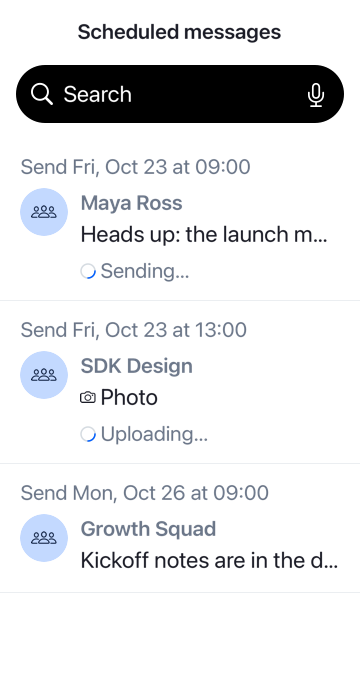 Scheduled messages
Search
Send Fri, Oct 23 at 09:00
Maya Ross
Heads up: the launch m...
Sending...
Send Fri, Oct 23 at 13:00
SDK Design
Photo
Uploading...
Send Mon, Oct 26 at 09:00
Growth Squad
Kickoff notes are in the d...